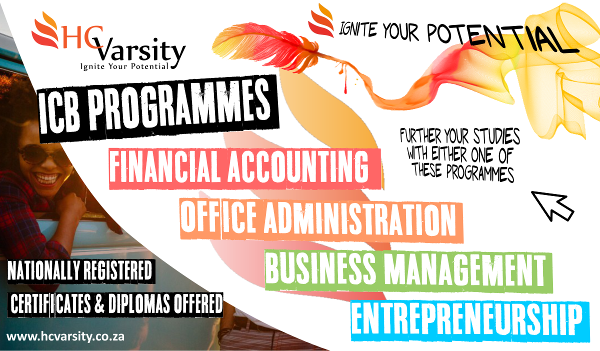 HC Varsity
Ignite Your Potential
IGNITE YOUR POTENTIAL
ICB PROGRAMMES
FURTHER YOUR STUDIES
WITH EITHER ONE OF
THESE PROGRAMMES
FINANCIAL ACCOUNTING
OFFICE ADMINISTRATION
BUSINESS MANAGEMENT
ENTREPRENEURSHIP
NATIONALLY REGISTERED
CERTIFICATES & DIPLOMAS OFFERED
www.hcvarsity.co.za